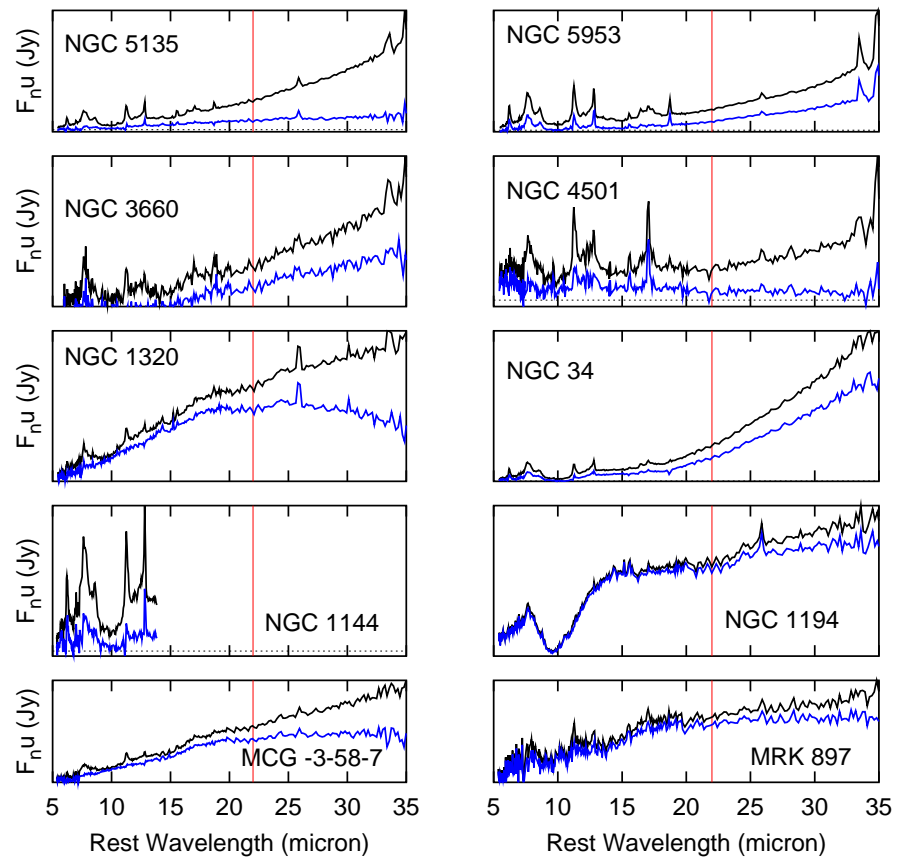 F_nu (Jy)
NGC 5135
NGC 5953
F_nu (Jy)
NGC 3660
NGC 4501
F_nu (Jy)
NGC 1320
NGC 34
F_nu (Jy)
NGC 1144
NGC 1194
F_nu (Jy)
MCG -3-58-7
MRK 897
5 10 15 20 25 30 35
5 10 15 20 25 30 35
Rest Wavelength (micron)
Rest Wavelength (micron)